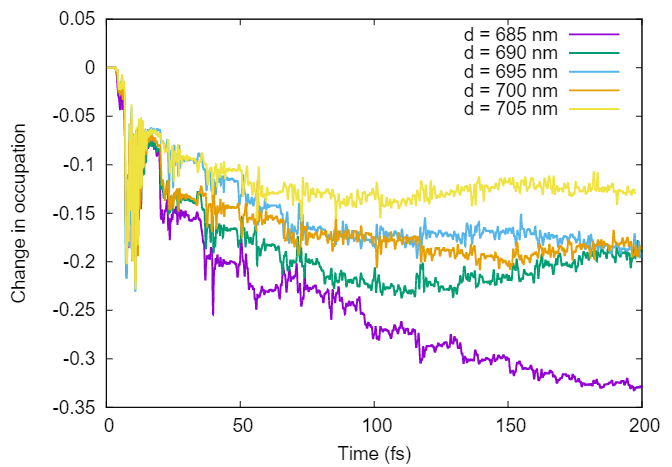 0.05
0
-0.05
-0.1
-0.15
-0.2
-0.25
-0.3
-0.35
0
50
100
150
200
Change in occupation
Time (fs)
d = 685 nm
d = 690 nm
d = 695 nm
d = 700 nm
d = 705 nm